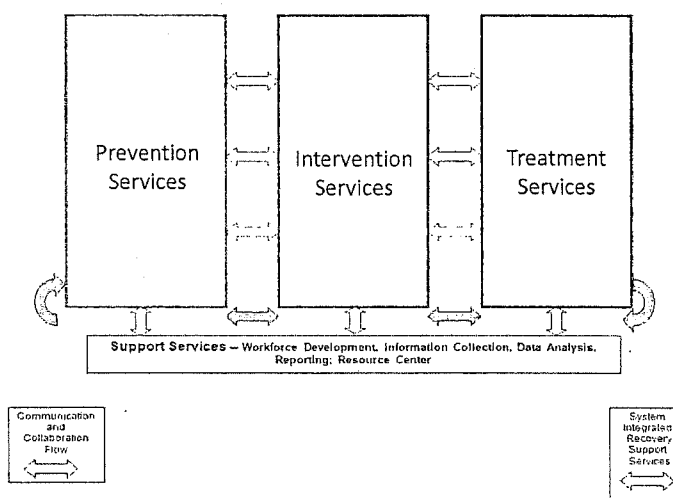 Prevention
Services
Intervention
Services
Treatment
Services
Support Services – Workforce Development, Information Collection, Data Analysis,
Reporting; Resource Center
Communication
and
Collaboration
Flow
System
Integrated
Recovery
Support
Services